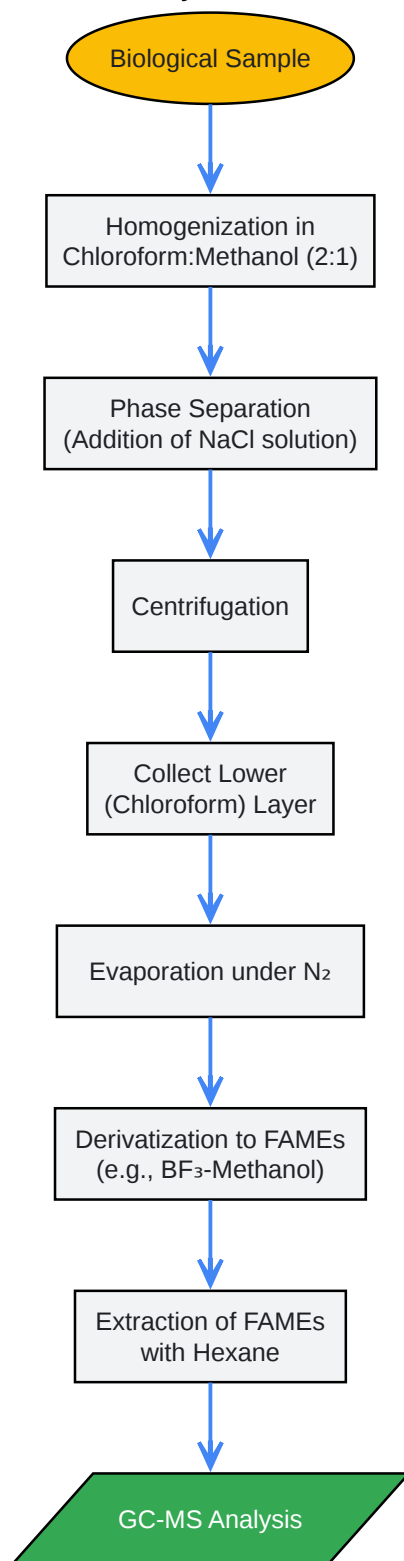 Biological Sample
Homogenization in
Chloroform:Methanol (2:1)
Phase Separation
(Addition of NaCl solution)
Centrifugation
Collect Lower
(Chloroform) Layer
Evaporation under N₂
Derivatization to FAMEs
(e.g., BF₃-Methanol)
Extraction of FAMEs
with Hexane
GC-MS Analysis